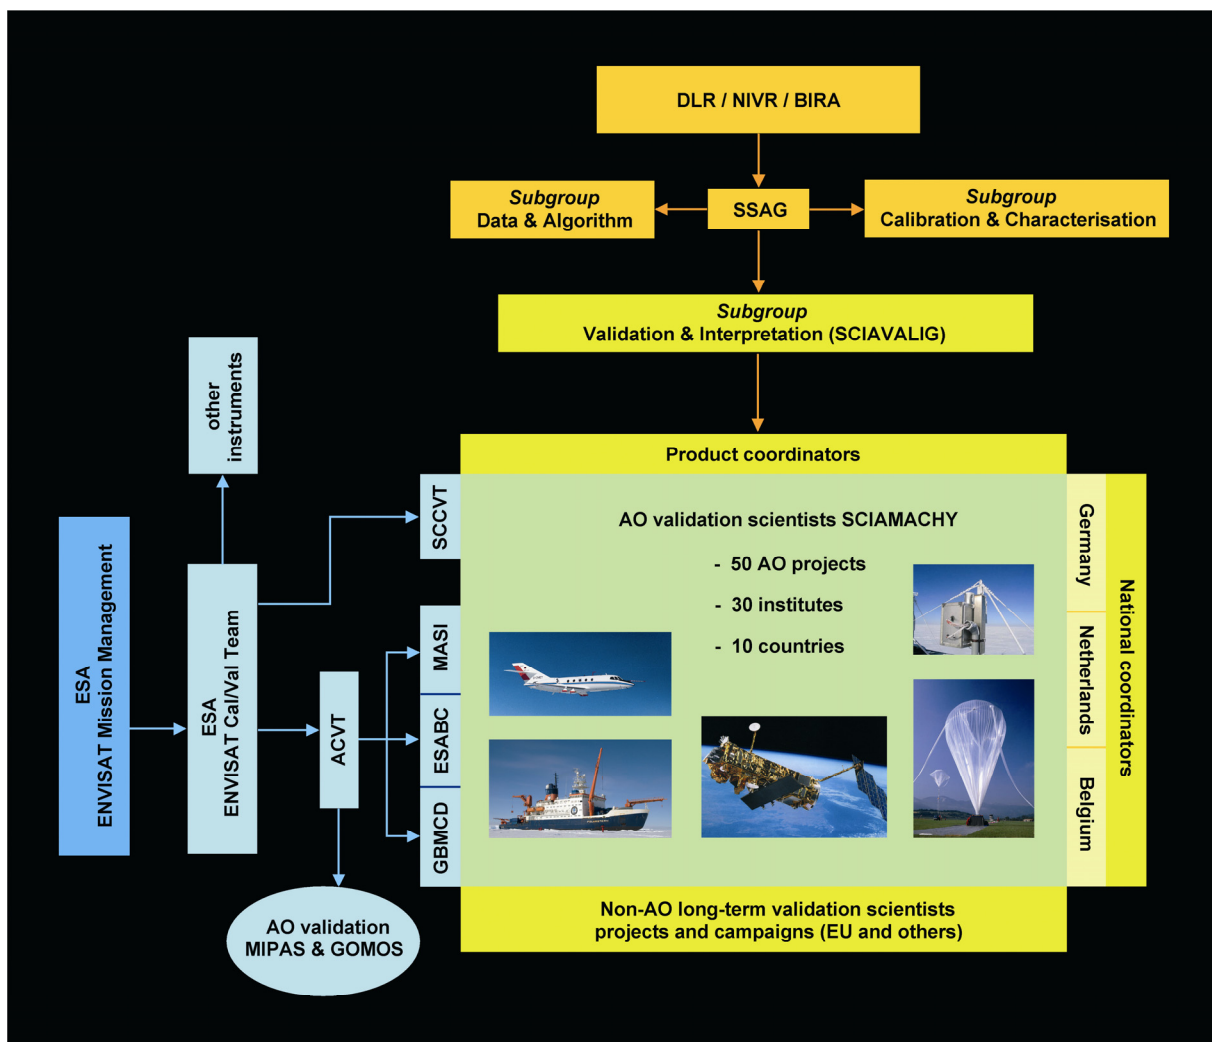 DLR / NIVR / BIRA
Subgroup
Data & Algorithm
SSAG
Subgroup
Calibration & Characterisation
Subgroup
Validation & Interpretation (SCIAVALIG)
other
instruments
Product coordinators
ESA
ENVISAT Mission Management
ESA
ENVISAT Cal/Val Team
ACVT
SCCVT
MASI
ESABC
GBMCD
AO validation scientists SCIAMACHY
- 50 AO projects
- 30 institutes
- 10 countries
Germany
Netherlands
Belgium
National coordinators
AO validation
MIPAS & GOMOS
Non-AO long-term validation scientists
projects and campaigns (EU and others)